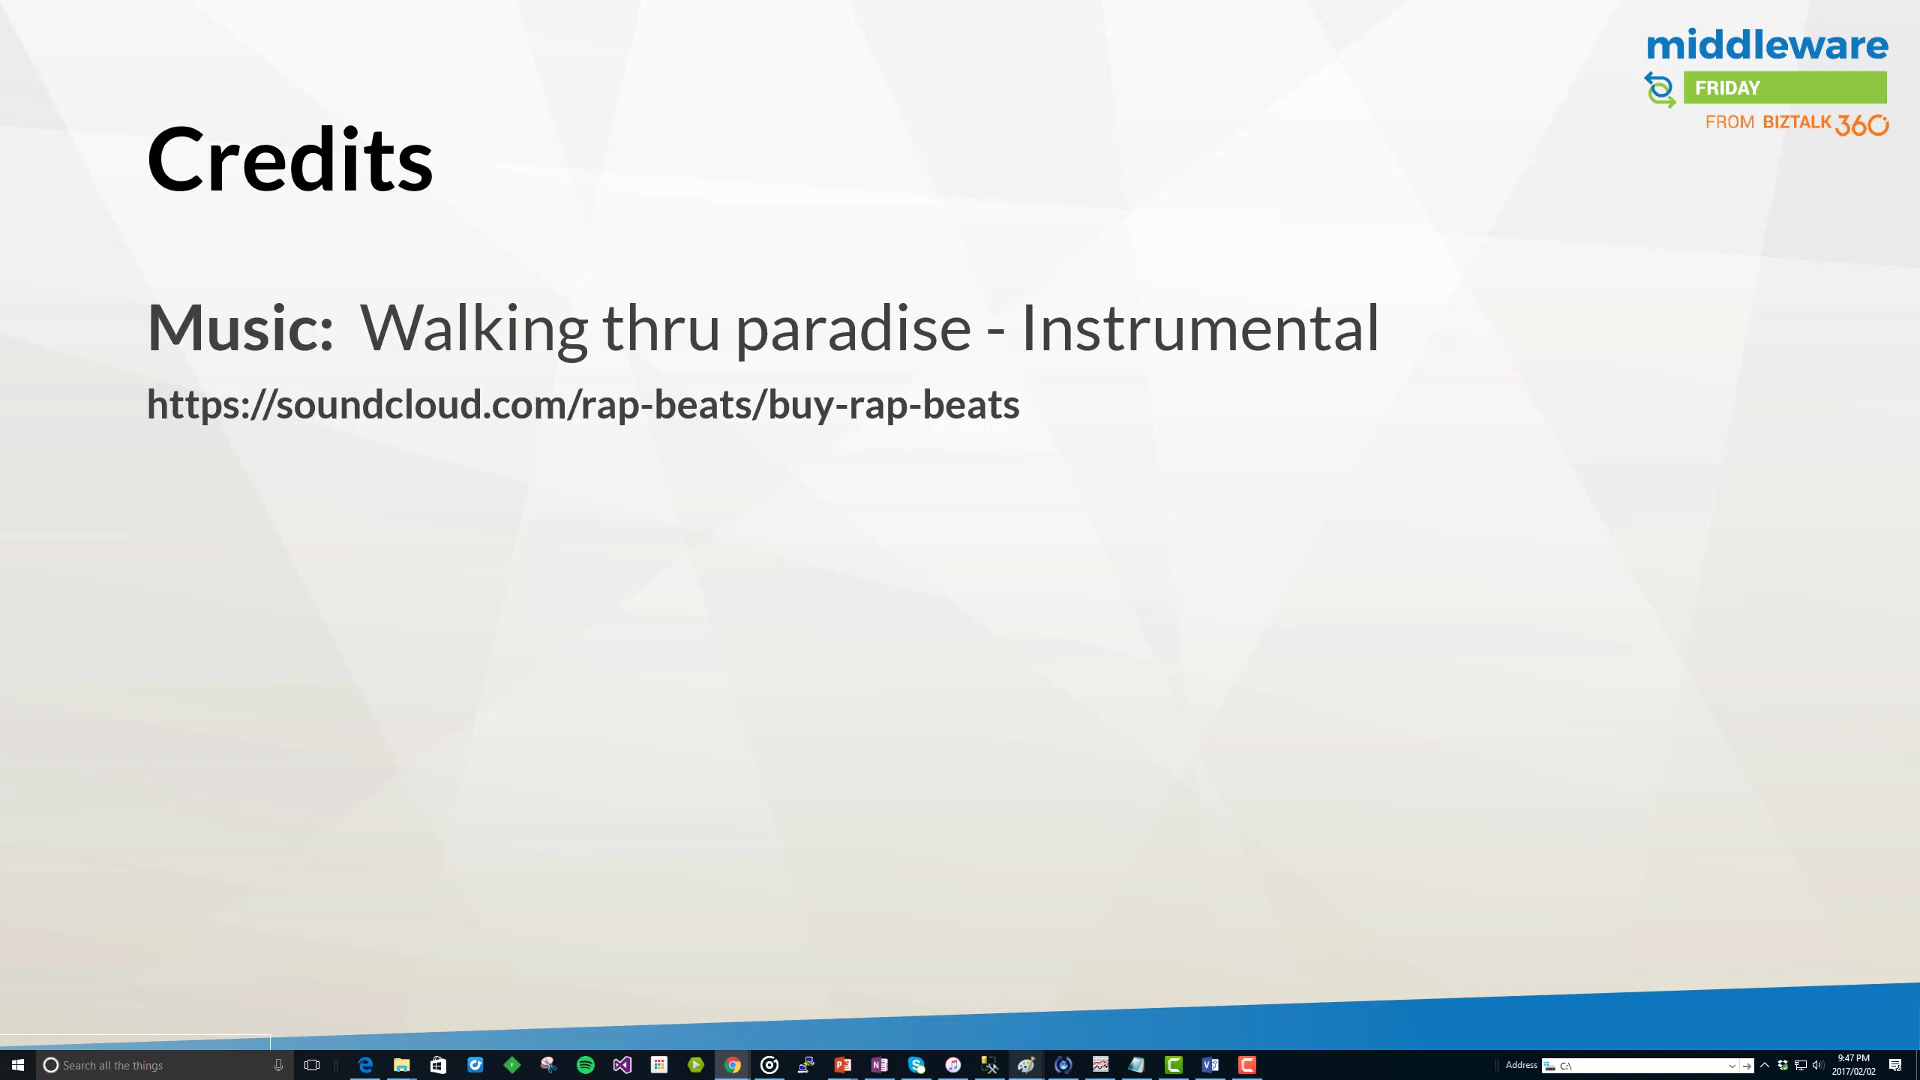 middleware
FRIDAY
FROM BIZTALK 360
Credits
Music: Walking thru paradise - Instrumental
https://soundcloud.com/rap-beats/buy-rap-beats
Search all the things
Address
C:\
9:47 PM
2017/02/02